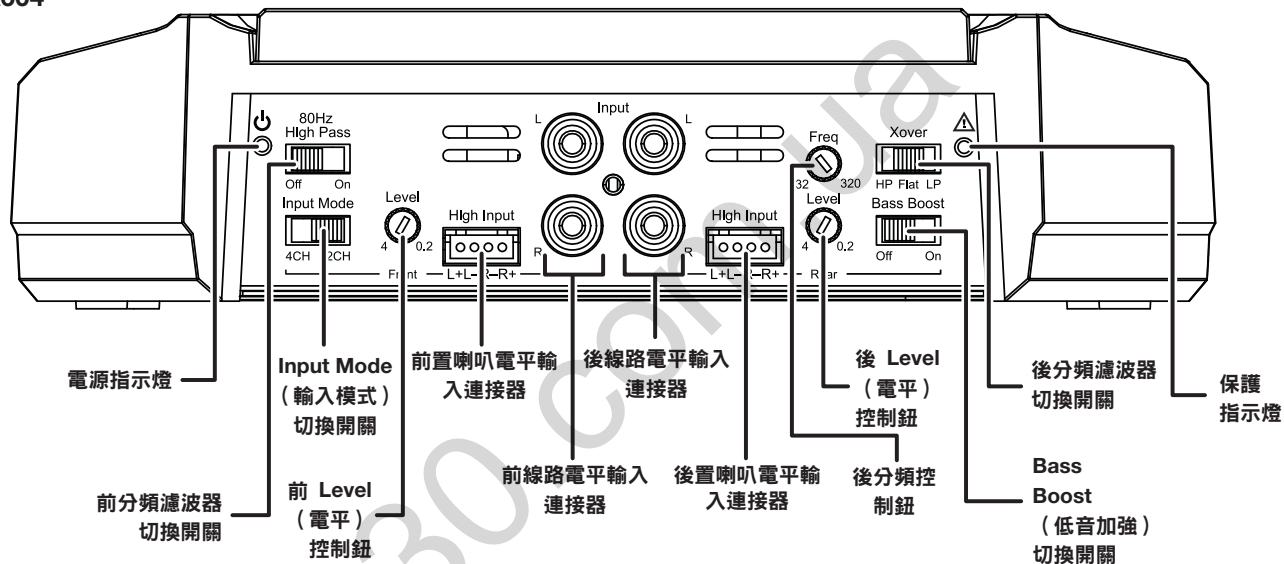 80Hz
HIgh Pass
Off On
Input Mode
4CH 2CH
Level
4 0.2
HIgh Input
L+L–R–R+
Front
Input
L L
R R
HIgh Input
L+L–R–R+
Rear
Freq
32 320
Level
4 0.2
Xover
HP Flat LP
Bass Boost
Off On
電源指示燈
Input Mode
（輸入模式）
切換開關
前置喇叭電平輸
入連接器
後線路電平輸入
連接器
後 Level
（電平）
控制鈕
後分頻濾波器
切換開關
保護
指示燈
前分頻濾波器
切換開關
前 Level
（電平）
控制鈕
前線路電平輸入
連接器
後置喇叭電平輸
入連接器
後分頻控
制鈕
Bass
Boost
（低音加強）
切換開關
30.com.ua